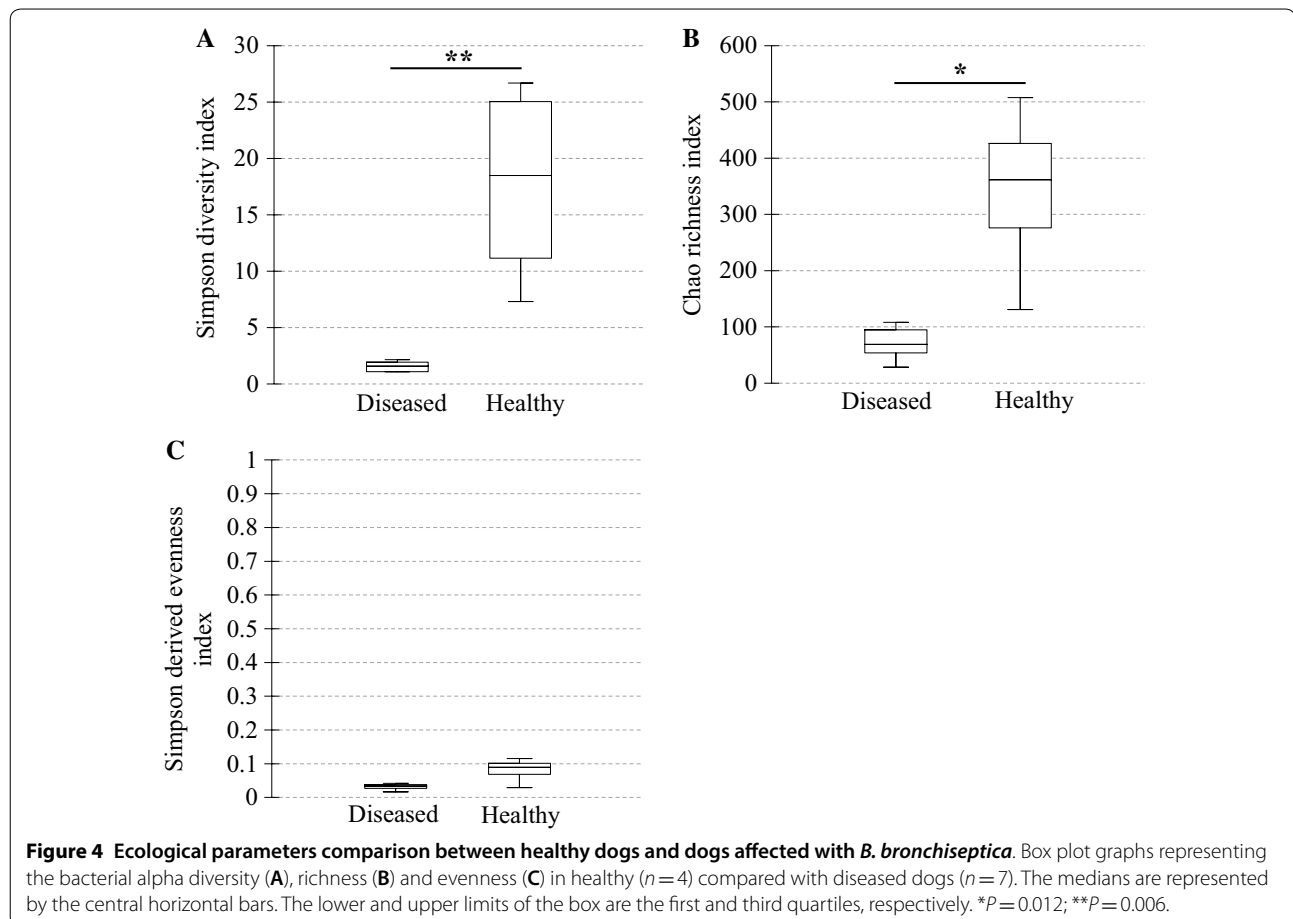 A
30
25
20
15
10
5
0
Simpson diversity index
**
Diseased Healthy
B
600
500
400
300
200
100
0
Chao richness index
*
Diseased Healthy
C
1
0.9
0.8
0.7
0.6
0.5
0.4
0.3
0.2
0.1
0
Simpson derived evenness
index
Diseased Healthy
Figure 4 Ecological parameters comparison between healthy dogs and dogs affected with B. bronchiseptica. Box plot graphs representing
the bacterial alpha diversity (A), richness (B) and evenness (C) in healthy (n = 4) compared with diseased dogs (n = 7). The medians are represented
by the central horizontal bars. The lower and upper limits of the box are the first and third quartiles, respectively. *P = 0.012; **P = 0.006.